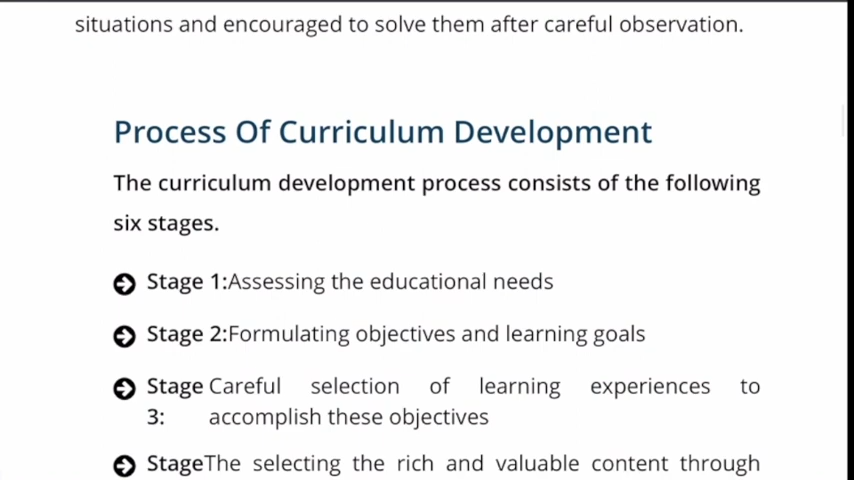 situations and encouraged to solve them after careful observation.
Process Of Curriculum Development
The curriculum development process consists of the following
six stages.
Stage 1:Assessing the educational needs
Stage 2:Formulating objectives and learning goals
Stage Careful selection of learning experiences to
3: accomplish these objectives
StageThe selecting the rich and valuable content through